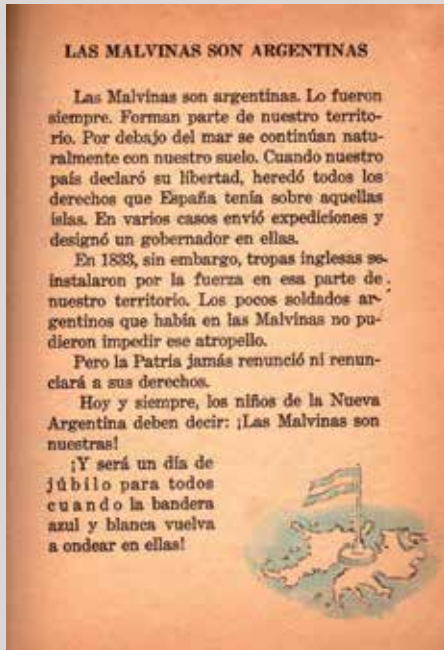 LAS MALVINAS SON ARGENTINAS
Las Malvinas son argentinas. Lo fueron
siempre. Forman parte de nuestro territo-
rio. Por debajo del mar se continúan natu-
ralmente con nuestro suelo. Cuando nuestro
país declaró su libertad, heredó todos los
derechos que España tenía sobre aquellas
islas. En varios casos envió expediciones y
designó un gobernador en ellas.
En 1833, sin embargo, tropas inglesas se
instalaron por la fuerza en esa parte de
nuestro territorio. Los pocos soldados ar-
gentinos que había en las Malvinas no pu-
dieron impedir ese atropello.
Pero la Patria jamás renunció ni renun-
ciará a sus derechos.
Hoy y siempre, los niños de la Nueva
Argentina deben decir: ¡Las Malvinas son
nuestras!
¡Y será un día de
júbilo para todos
cuando la bandera
azul y blanca vuelva
a ondear en ellas!